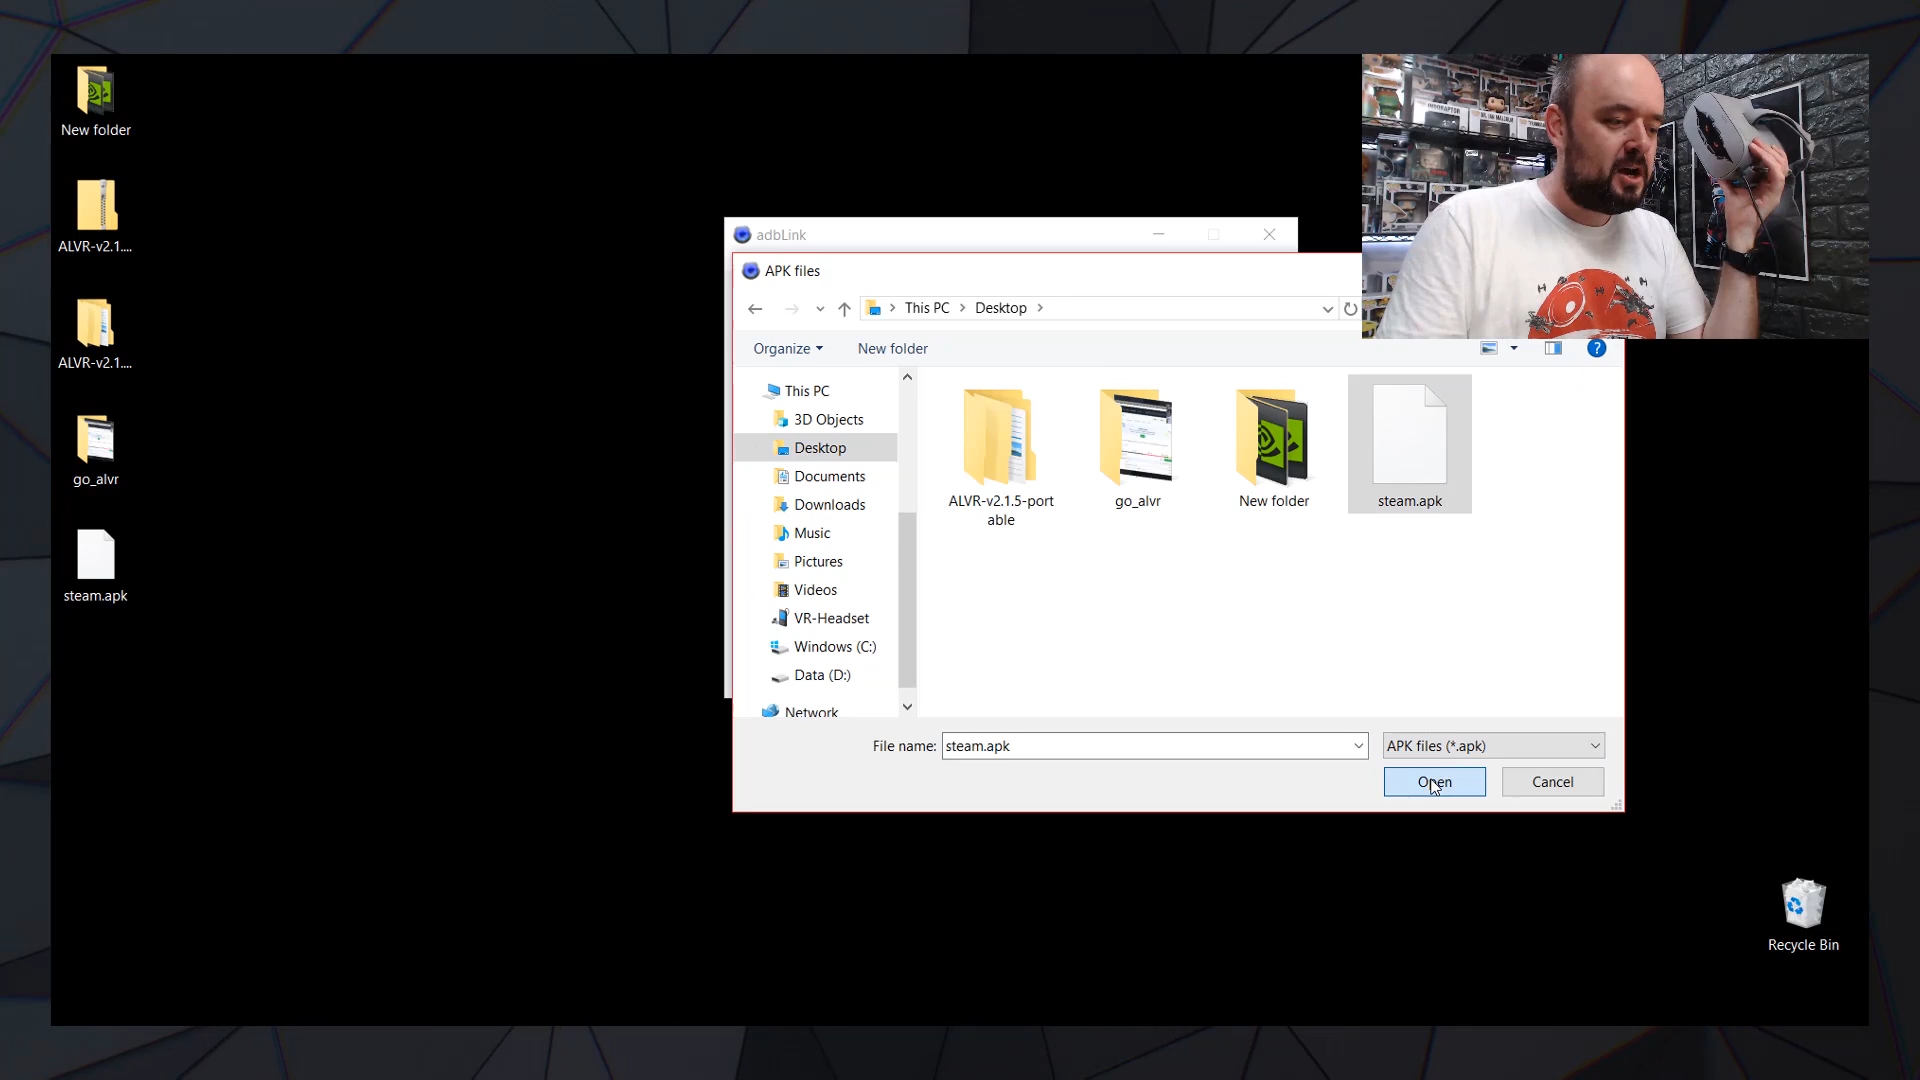 New folder
ALVR-v2.1....
ALVR-v2.1....
go_alvr
steam.apk
adbLink
APK files
This PC
Desktop
Organize
New folder
?
This PC
3D Objects
Desktop
Documents
Downloads
Music
Pictures
Videos
VR-Headset
Windows (C:)
Data (D:)
Network
ALVR-v2.1.5-port
able
go_alvr
New folder
steam.apk
File name:
steam.apk
APK files (*.apk)
Open
Cancel
Recycle Bin